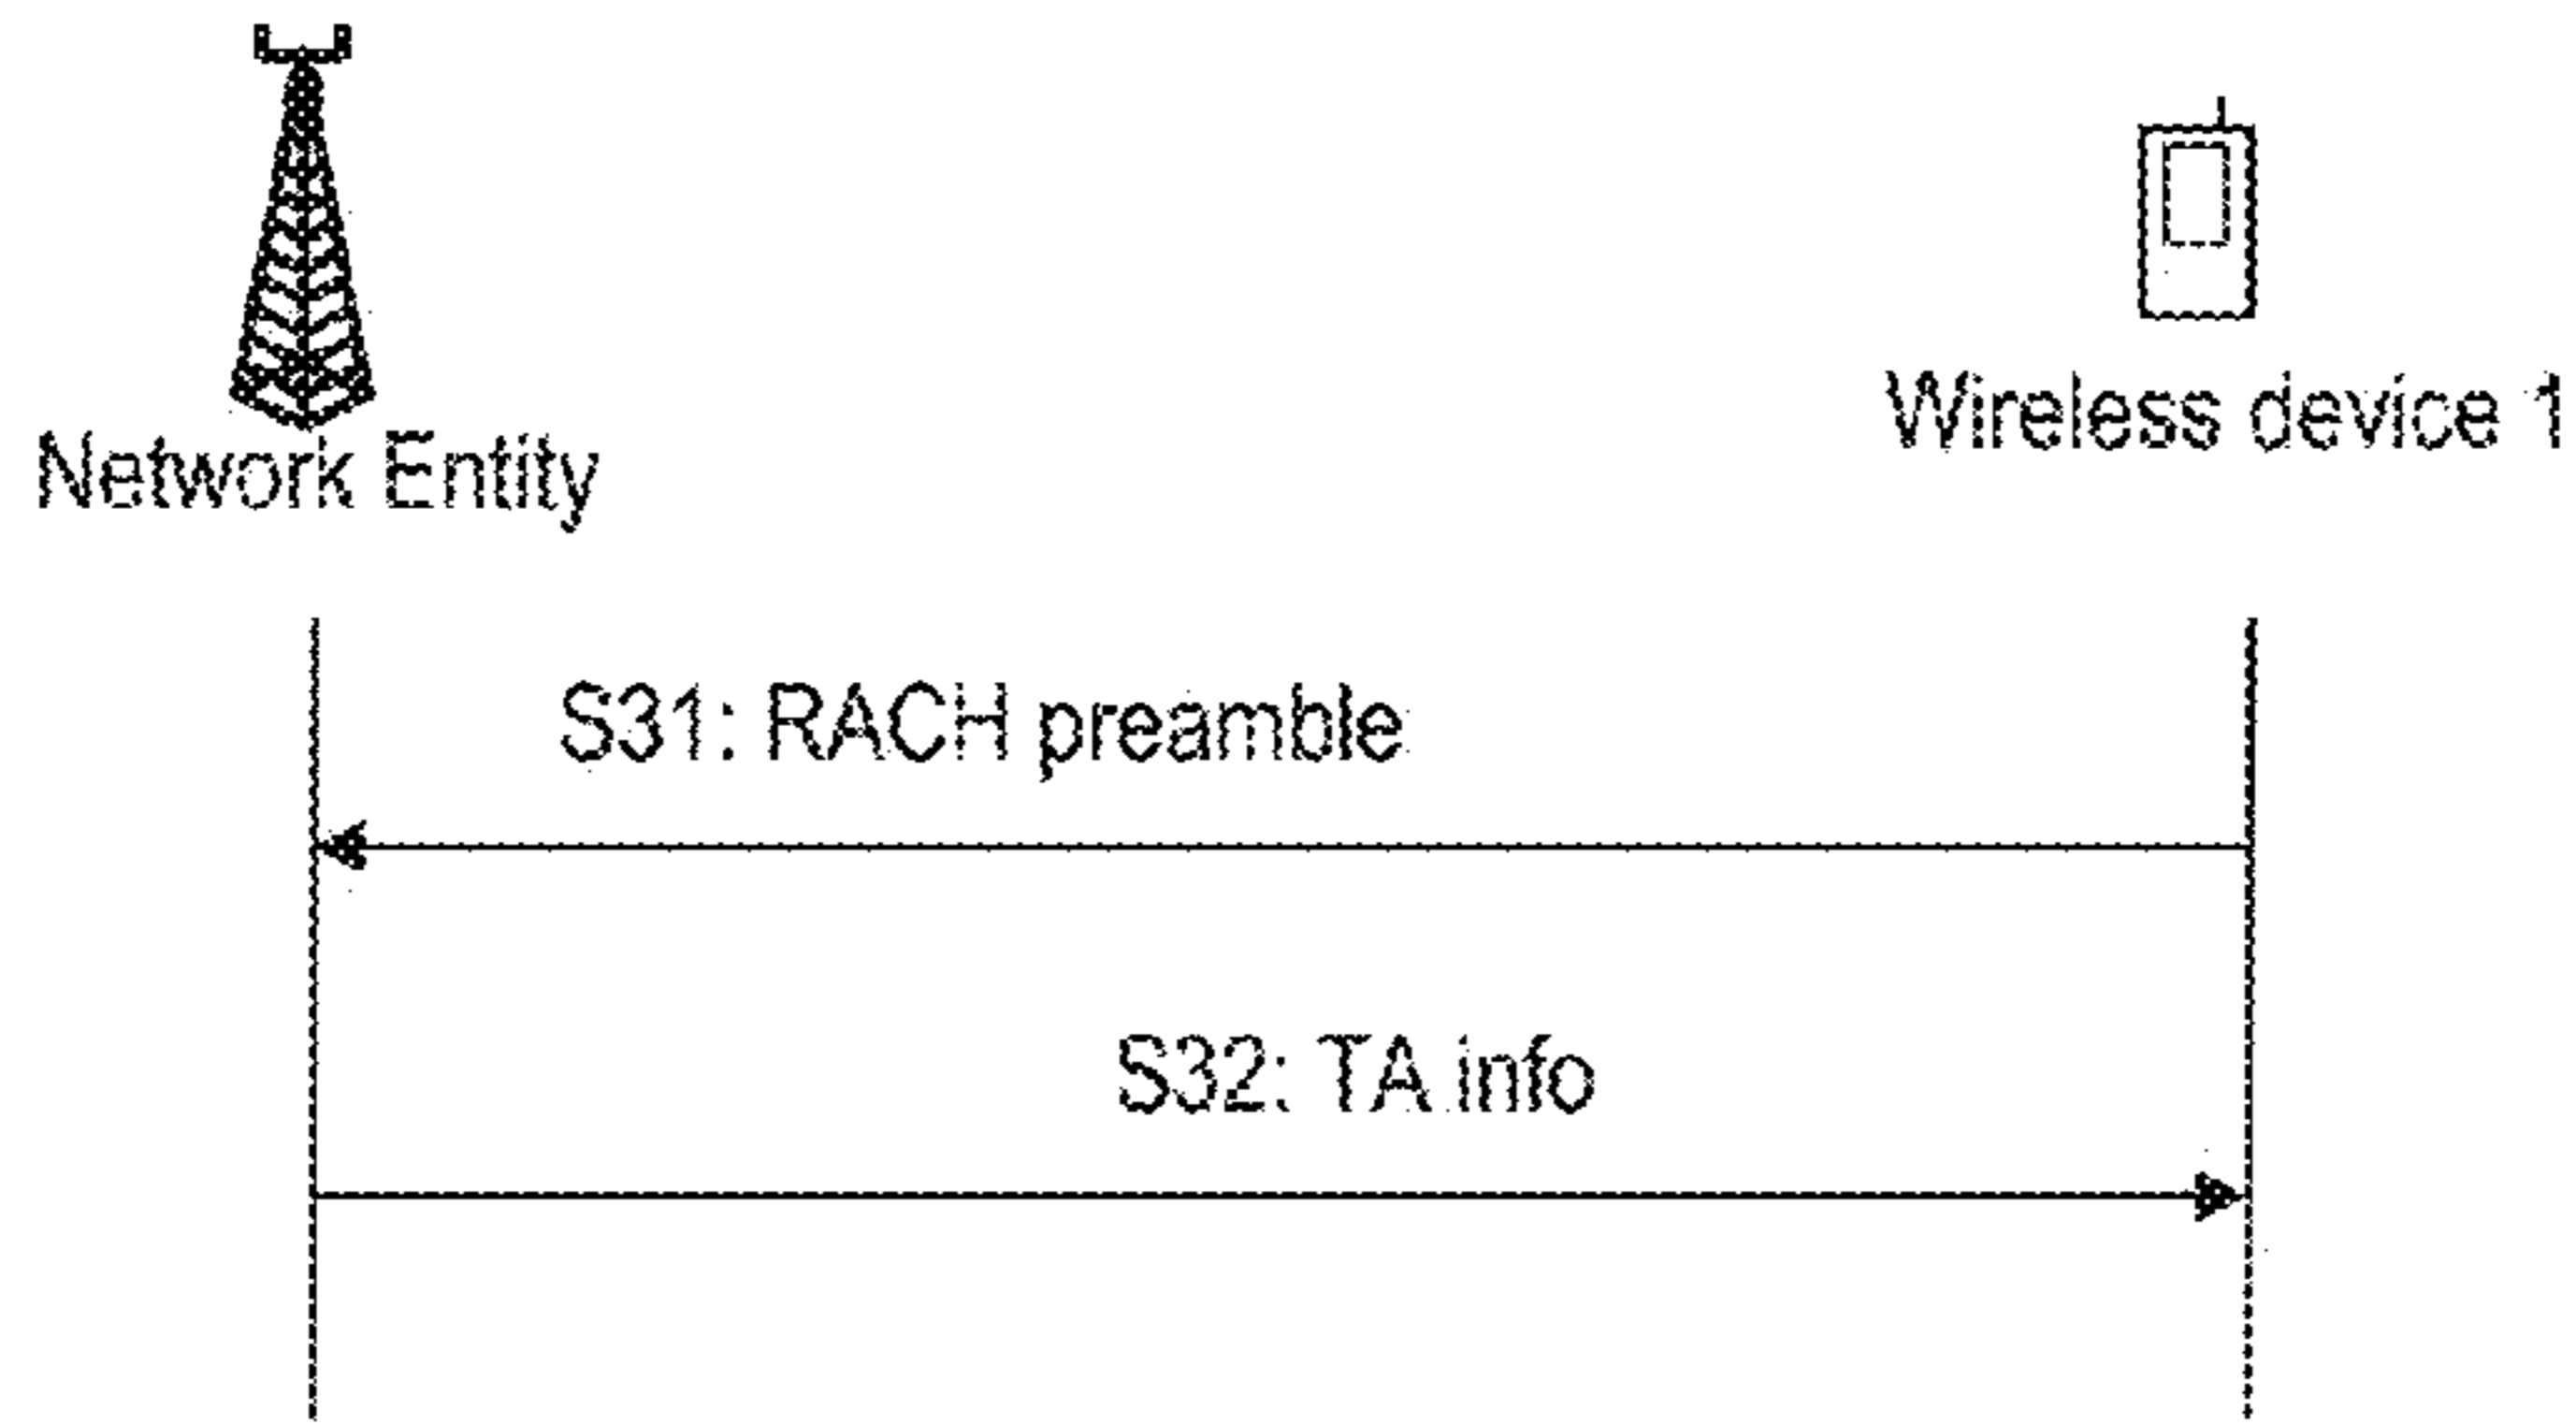 Wireless device 1
Network Entity
S31: RACH preamble
S32: TA info